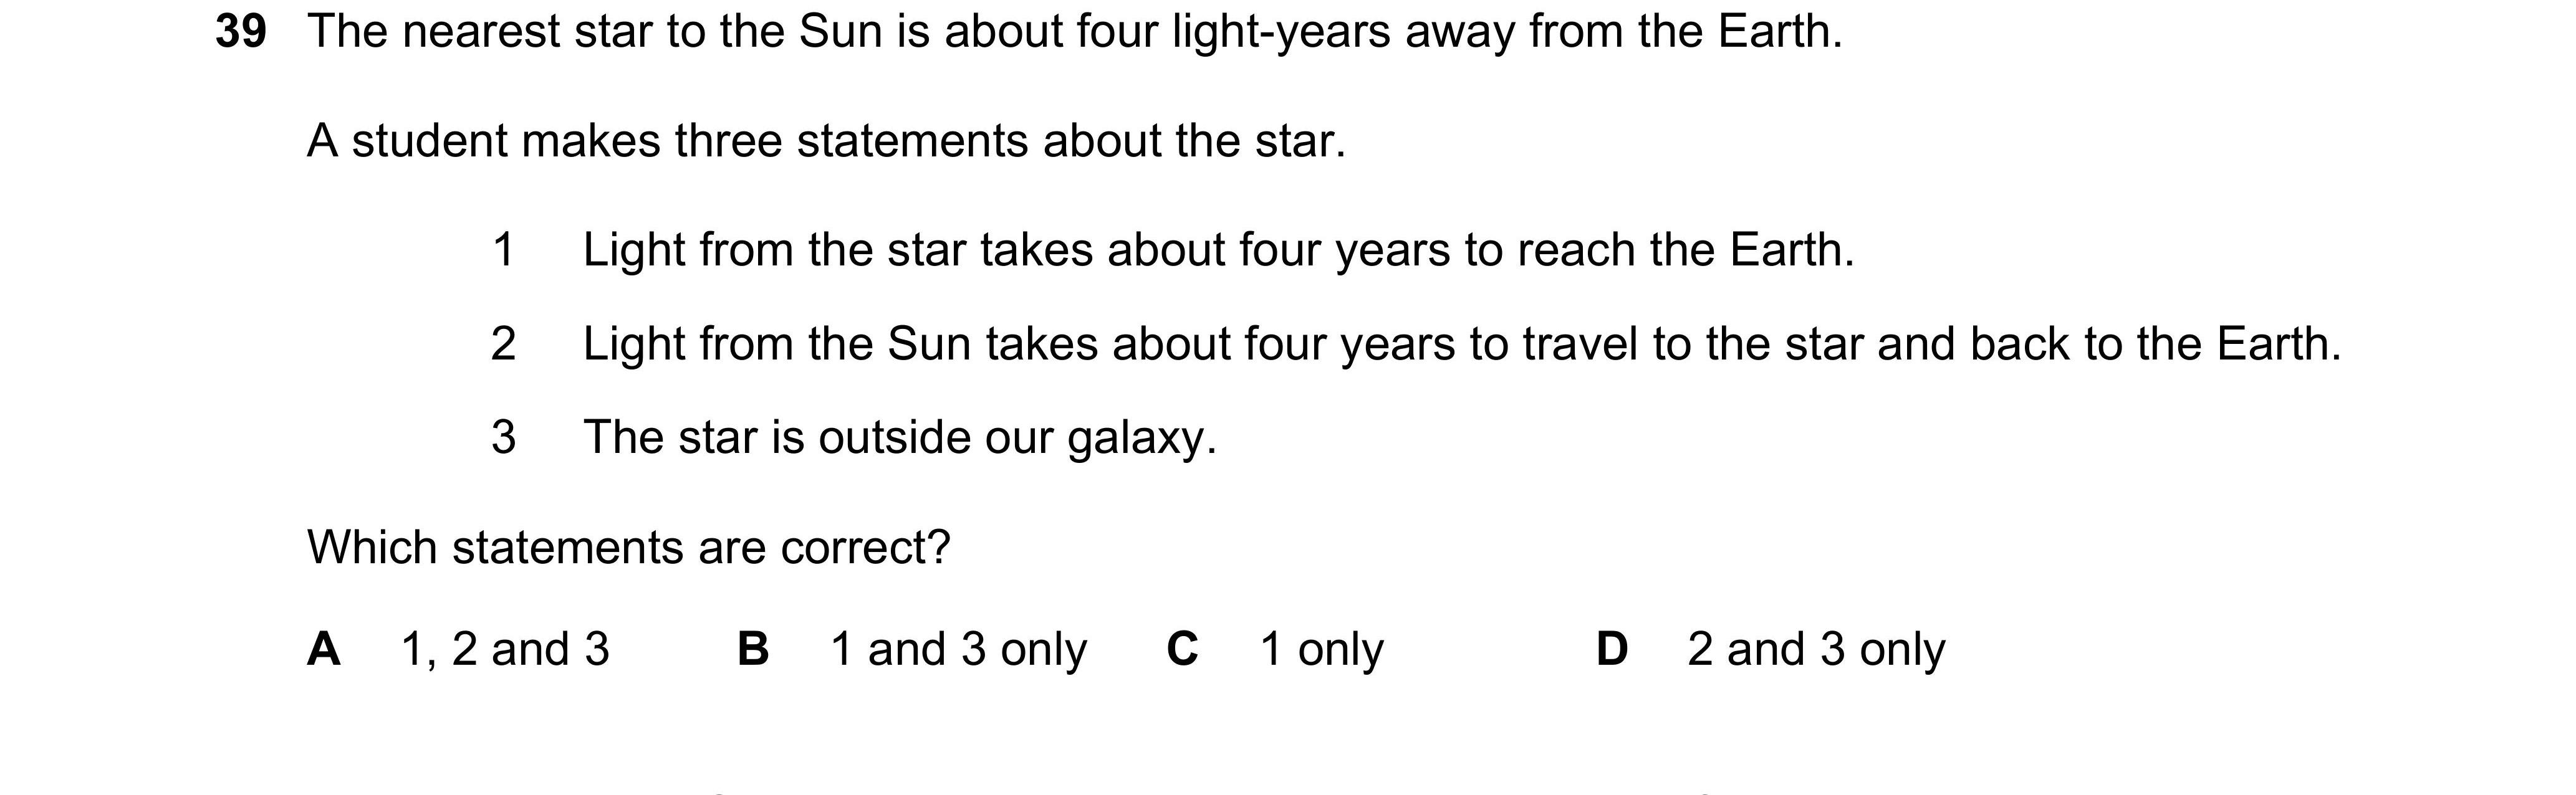 39 The nearest star to the Sun is about four light-years away from the Earth.
A student makes three statements about the star.
1 Light from the star takes about four years to reach the Earth.
2 Light from the Sun takes about four years to travel to the star and back to the Earth.
3 The star is outside our galaxy.
Which statements are correct?
A 1, 2 and 3 B 1 and 3 only C 1 only D 2 and 3 only